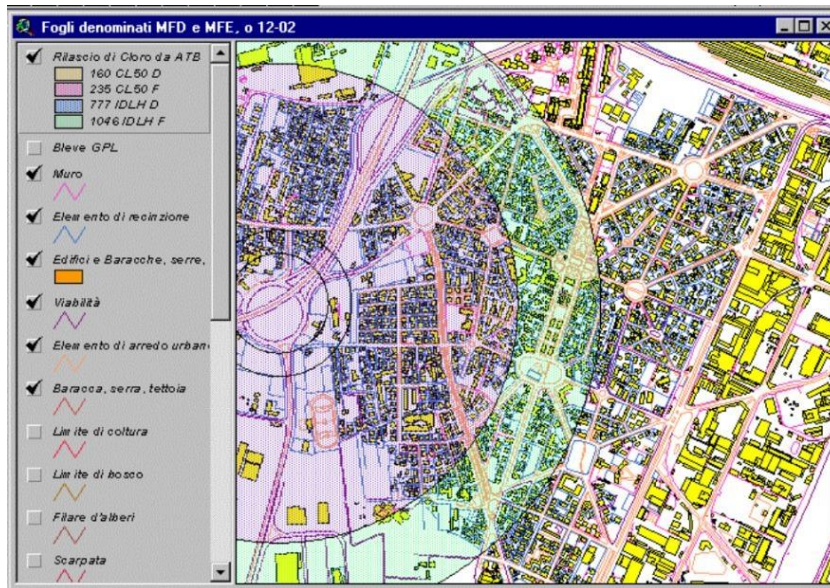 Fogli denominati MFD e MFE, o 12-02
Rilascio di Cloro da ATB
160 CL50 D
235 CL50 F
777 IDLH D
1046 IDLH F
Bleve GPL
Muro
Elemento di recinzione
Edifici e Baracche, serre,
Viabilità
Elemento di arredo urban
Baracca, serra, tettoia
Limite di coltura
Limite di bosco
Filare d'alberi
Scarpata